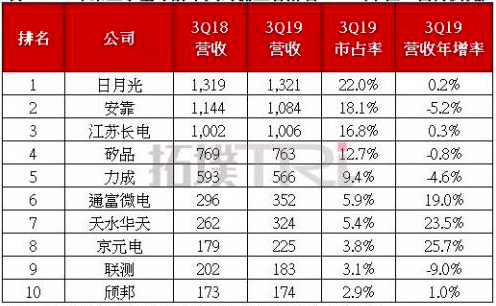 排名 公司 3Q18 营收 3Q19 营收 3Q19 市占率 3Q19 营收年增率
1 日月光 1,319 1,321 22.0% 0.2%
2 安靠 1,144 1,084 18.1% -5.2%
3 江苏长电 1,002 1,006 16.8% 0.3%
4 矽品 769 763 12.7% -0.8%
5 力成 593 566 9.4% -4.6%
6 通富微电 296 352 5.9% 19.0%
7 天水华天 262 324 5.4% 23.5%
8 京元电 179 225 3.8% 25.7%
9 联测 202 183 3.1% -9.0%
10 颀邦 173 174 2.9% 1.0%
拓墣 TRi